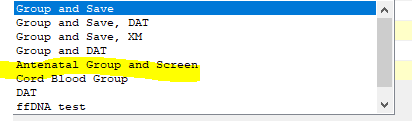 Group and Save
Group and Save, DAT
Group and Save, XM
Group and DAT
Antenatal Group and Screen
Cord Blood Group
DAT
ffDNA test